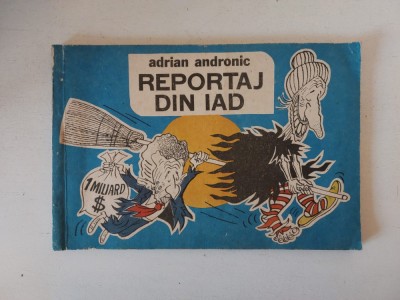 adrian andronic
REPORTAJ
DIN IAD
1 MILIARD
$